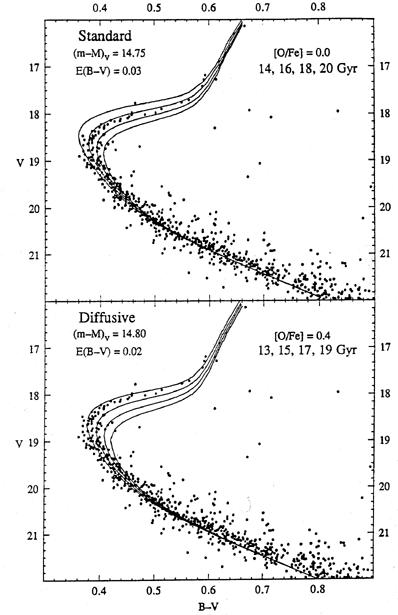 0.4 0.5 0.6 0.7 0.8
Standard
(m–M)v = 14.75
E(B–V) = 0.03
[O/Fe] = 0.0
14, 16, 18, 20 Gyr
17 17
18 18
V 19 19
20 20
21 21
Diffusive
(m–M)v = 14.80
E(B–V) = 0.02
[O/Fe] = 0.4
13, 15, 17, 19 Gyr
17 17
18 18
V 19 19
20 20
21 21
0.4 0.5 0.6 0.7 0.8
B–V